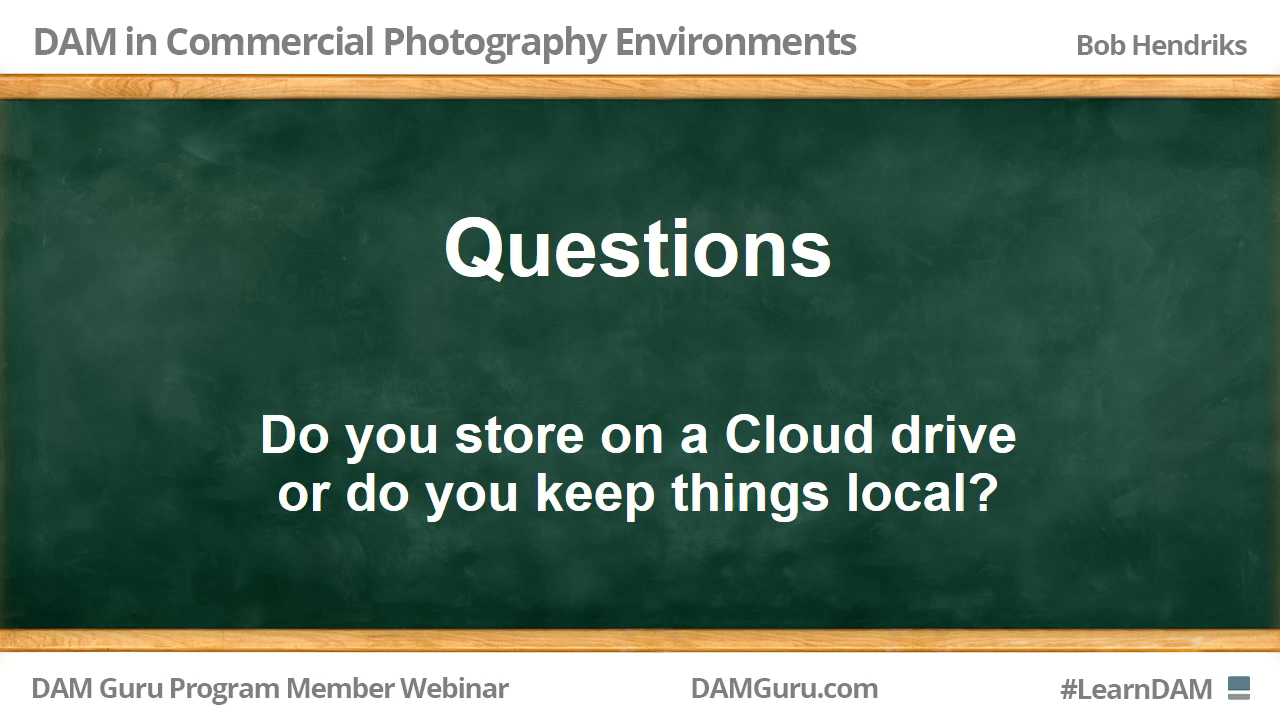 DAM in Commercial Photography Environments
Bob Hendriks
Questions
Do you store on a Cloud drive
or do you keep things local?
DAM Guru Program Member Webinar
DAMGuru.com
#LearnDAM